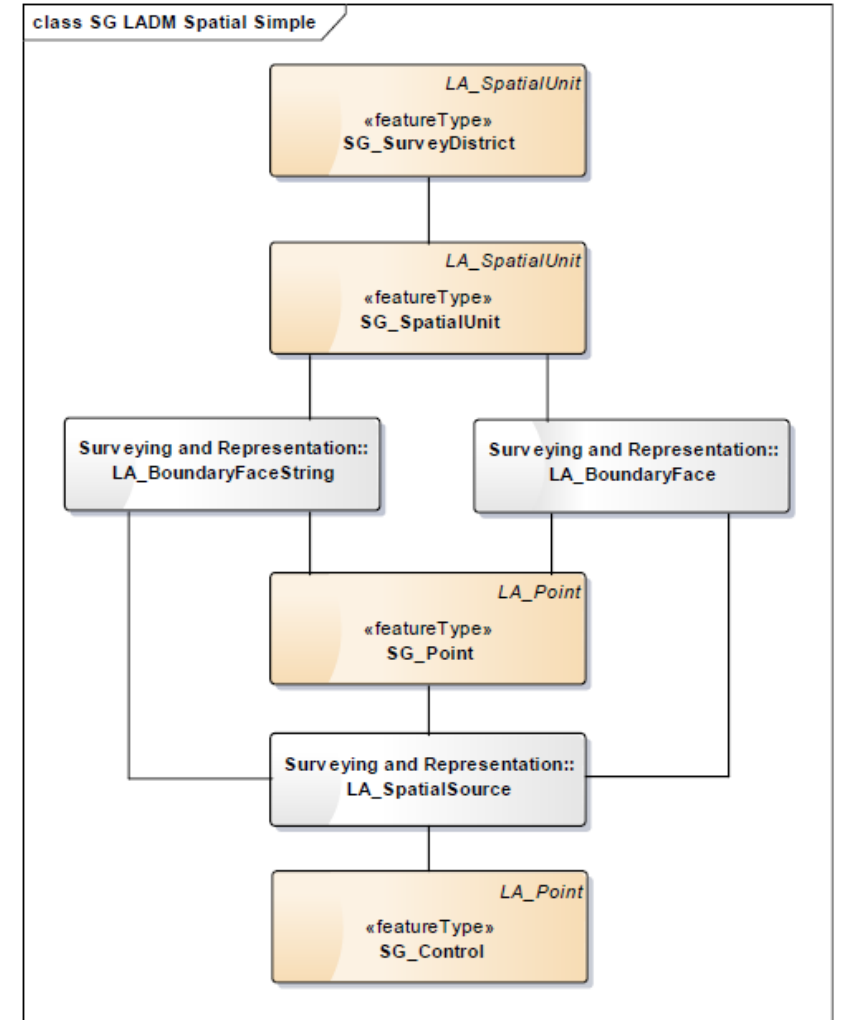 class SG LADM Spatial Simple
LA_SpatialUnit
«featureType»
SG_SurveyDistrict
LA_SpatialUnit
«featureType»
SG_SpatialUnit
Surveying and Representation::
LA_BoundaryFaceString
Surveying and Representation::
LA_BoundaryFace
LA_Point
«featureType»
SG_Point
Surveying and Representation::
LA_SpatialSource
LA_Point
«featureType»
SG_Control